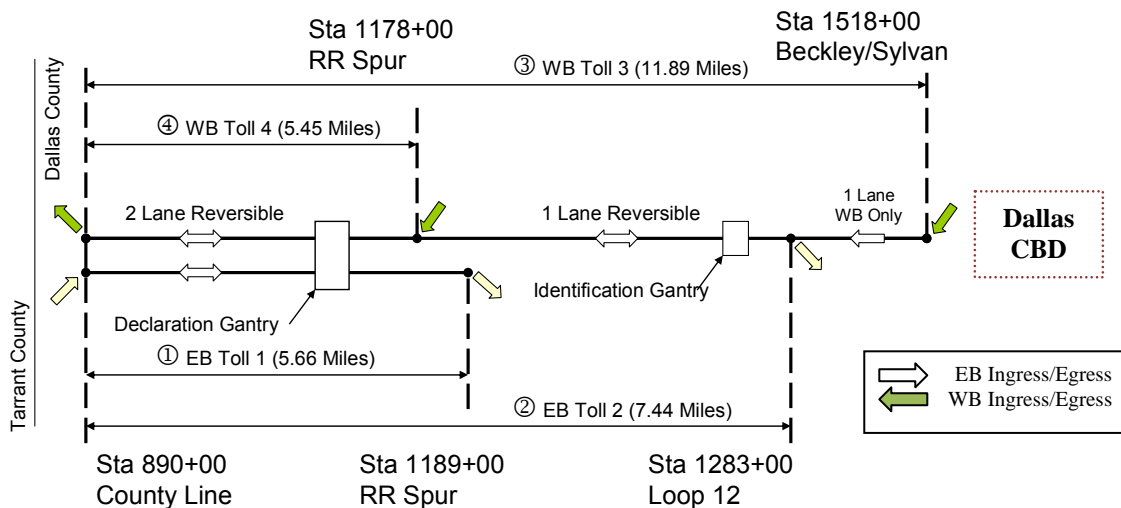 Sta 1178+00
RR Spur
Sta 1518+00
Beckley/Sylvan
③ WB Toll 3 (11.89 Miles)
Dallas County
④ WB Toll 4 (5.45 Miles)
2 Lane Reversible
1 Lane Reversible
1 Lane
WB Only
Dallas
CBD
Declaration Gantry
Identification Gantry
Tarrant County
① EB Toll 1 (5.66 Miles)
② EB Toll 2 (7.44 Miles)
EB Ingress/Egress
WB Ingress/Egress
Sta 890+00
County Line
Sta 1189+00
RR Spur
Sta 1283+00
Loop 12